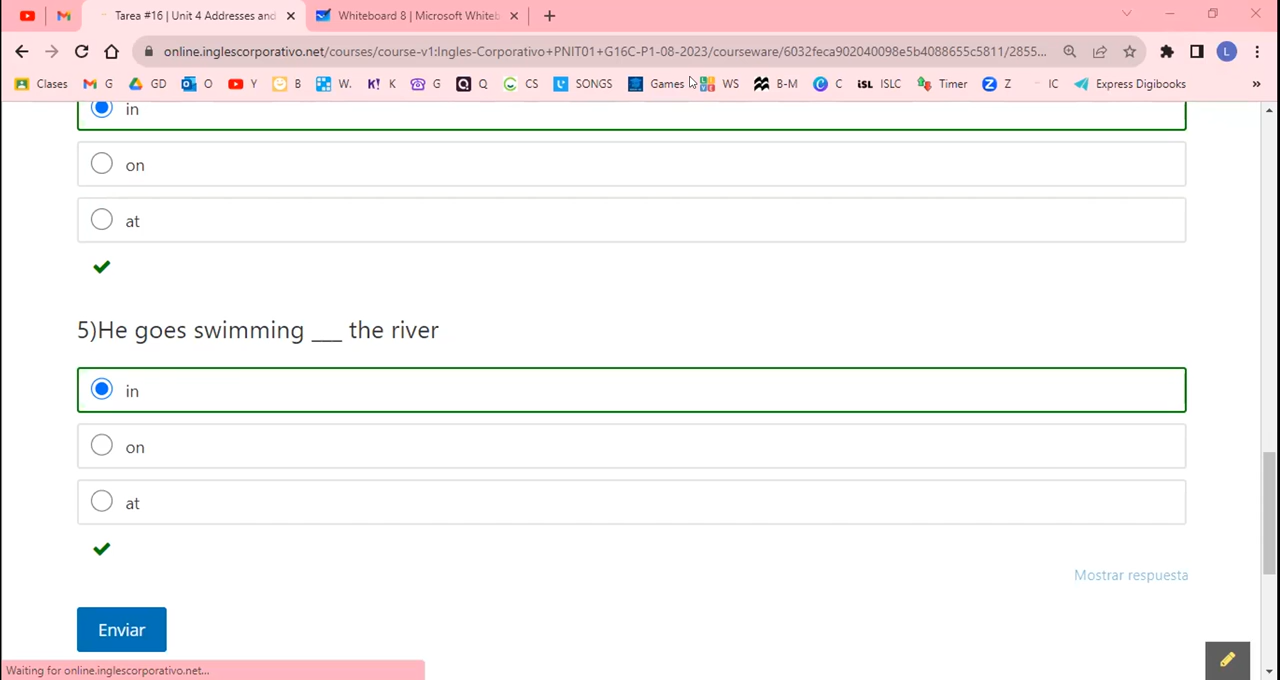 Tarea #16 | Unit 4 Addresses and
Whiteboard 8 | Microsoft Whiteb
online.inglescorporativo.net/courses/course-v1:Ingles-Corporativo+PNIT01+G16C-P1-08-2023/courseware/6032feca902040098e5b4088655c5811/2855...
L
Clases
G
GD
O
Y
B
W.
K! K
G
Q
CS
SONGS
Games
WS
B-M
C
iSL ISLC
Timer
Z
IC
Express Digibooks
»
in
on
at
5)He goes swimming ___ the river
in
on
at
Mostrar respuesta
Enviar
Waiting for online.inglescorporativo.net...